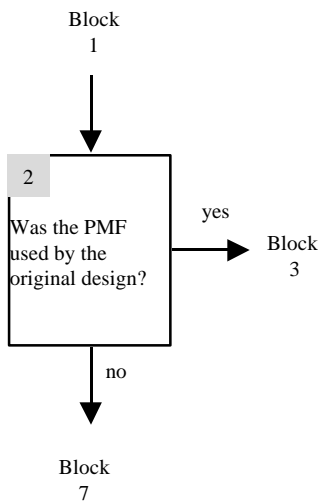 Block
1
2
Was the PMF
used by the
original design?
yes
Block
3
no
Block
7